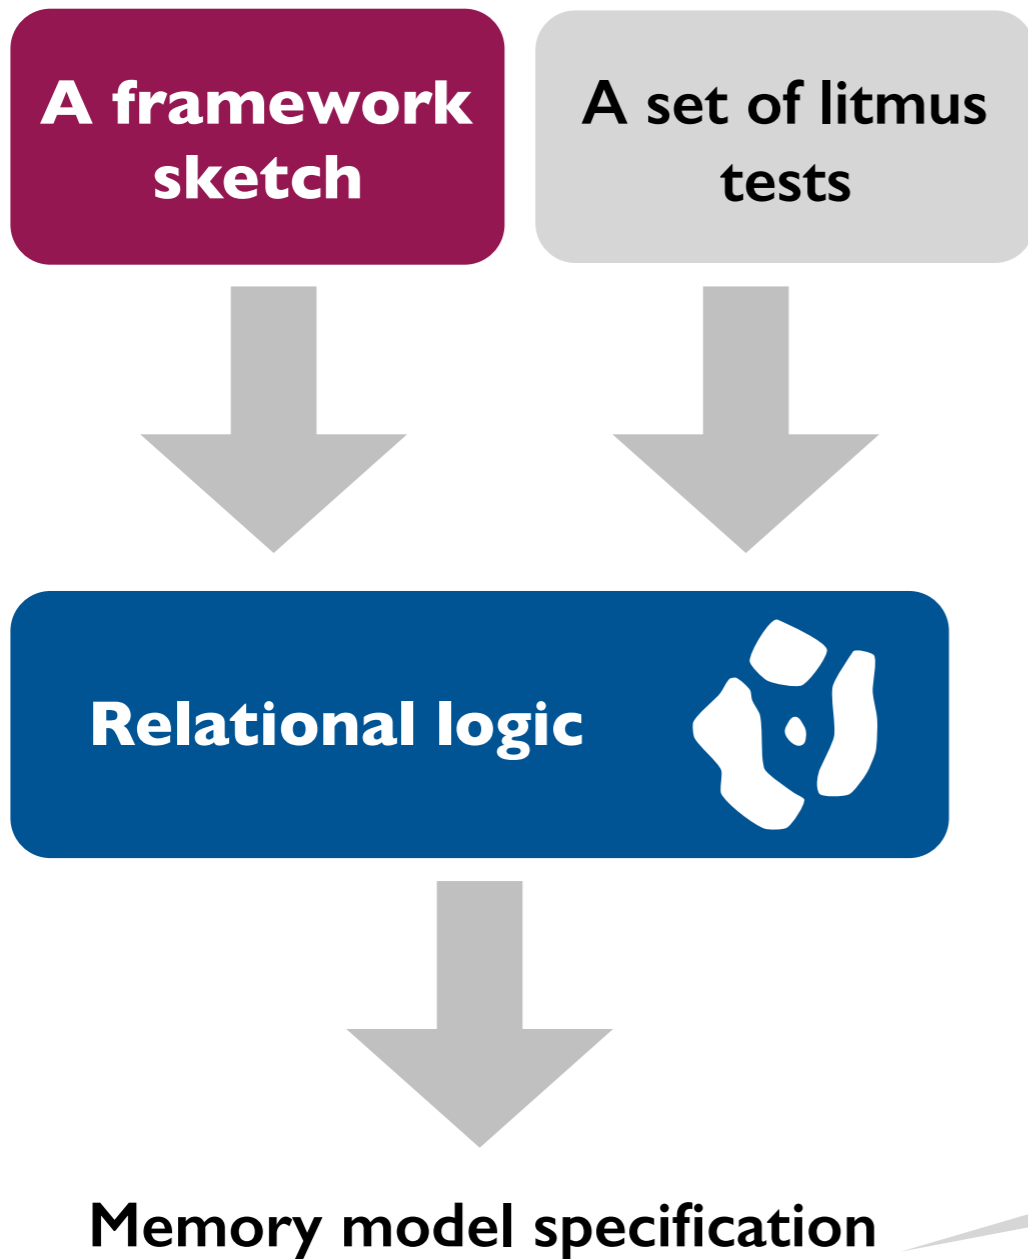 A framework
sketch
A set of litmus
tests
Relational logic
Memory model specification